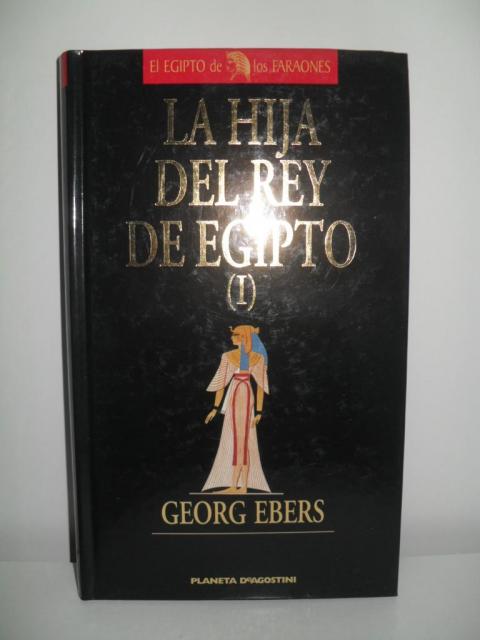 El EGIPTO de los FARAONES
LA HIJA
DEL REY
DE EGIPTO
(I)
GEORG EBERS
PLANETA DEAGOSTINI